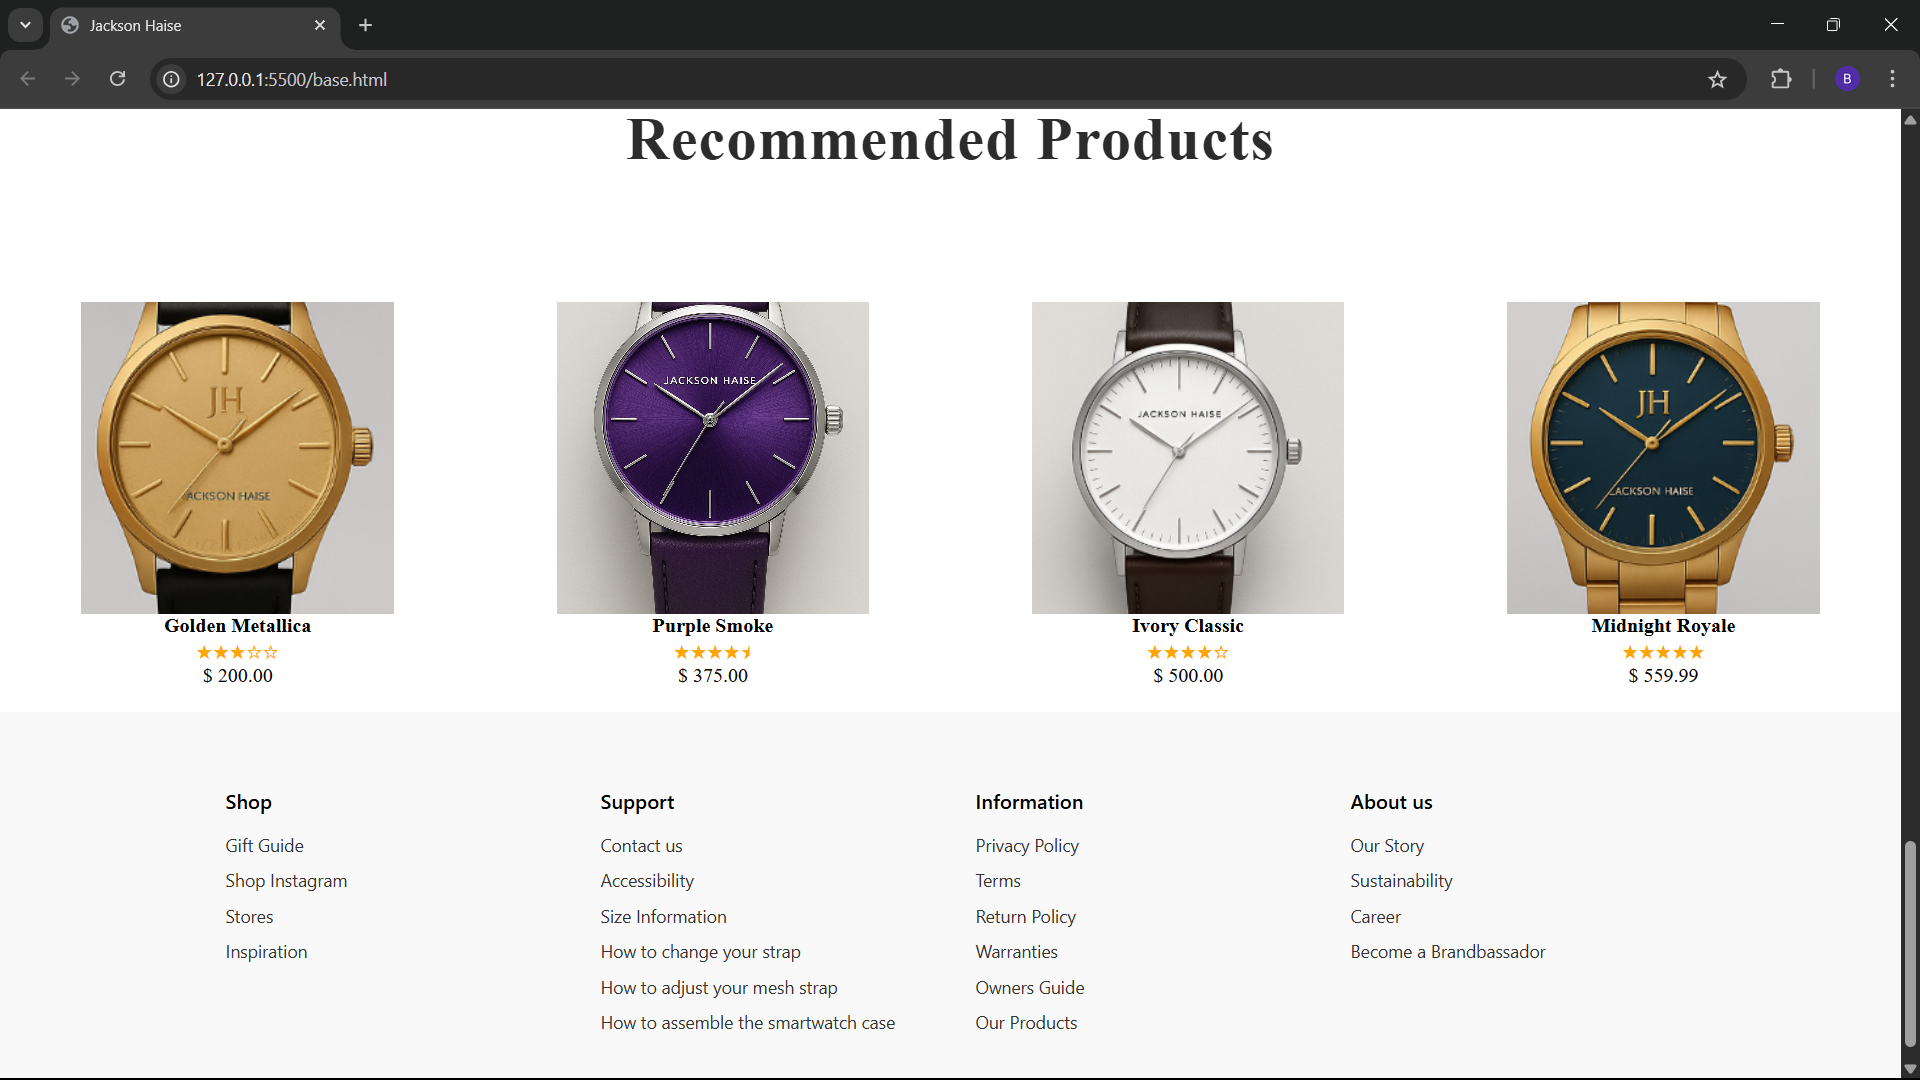 Jackson Haise
127.0.0.1:5500/base.html
B
Recommended Products
JH
JACKSON HAISE
JACKSON HAISE
JACKSON HAISE
JH
JACKSON HAISE
Golden Metallica
Purple Smoke
Ivory Classic
Midnight Royale
$ 200.00
$ 375.00
$ 500.00
$ 559.99
Shop
Gift Guide
Shop Instagram
Stores
Inspiration
Support
Contact us
Accessibility
Size Information
How to change your strap
How to adjust your mesh strap
How to assemble the smartwatch case
Information
Privacy Policy
Terms
Return Policy
Warranties
Owners Guide
Our Products
About us
Our Story
Sustainability
Career
Become a Brandbassador